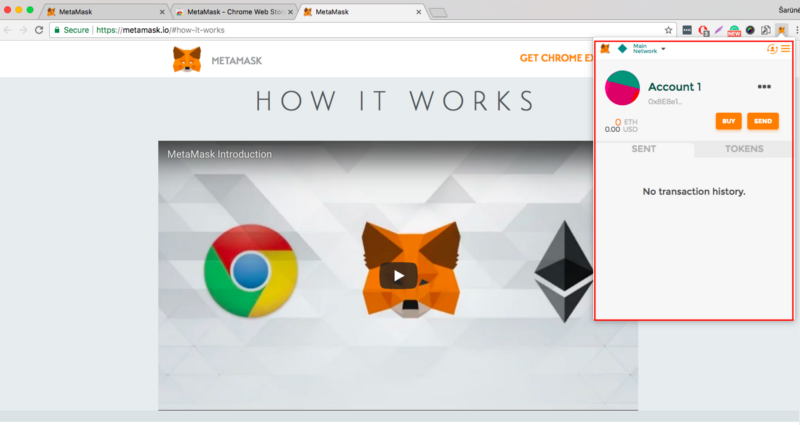 MetaMask
MetaMask - Chrome Web Stor
MetaMask
Šarūnė
Secure
https://metamask.io/#how-it-works
NEW
METAMASK
GET CHROME EX
HOW IT WORKS
MetaMask Introduction
Main
Network
Account 1
0x8E8e1...
0 ETH
0.00 USD
BUY
SEND
SENT
TOKENS
No transaction history.